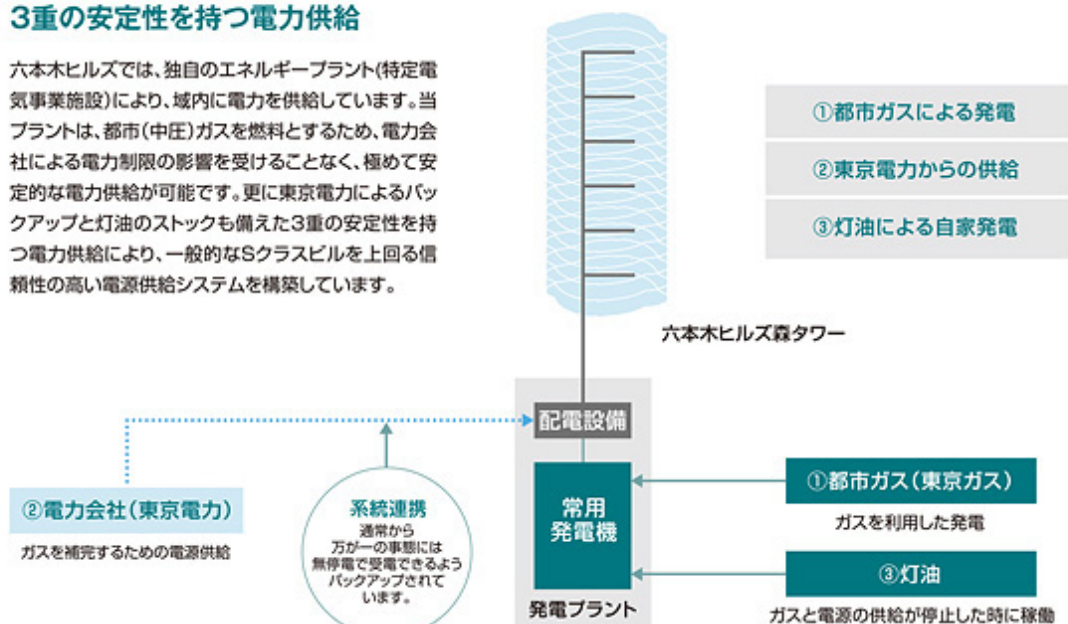 3重の安定性を持つ電力供給
六本木ヒルズでは、独自のエネルギープラント(特定電
気事業施設)により、域内に電力を供給しています。当
プラントは、都市(中圧)ガスを燃料とするため、電力会
社による電力制限の影響を受けることなく、極めて安
定的な電力供給が可能です。更に東京電力によるバッ
クアップと灯油のストックも備えた3重の安定性を持
つ電力供給により、一般的なSクラスビルを上回る信
頼性の高い電源供給システムを構築しています。
①都市ガスによる発電
②東京電力からの供給
③灯油による自家発電
六本木ヒルズ森タワー
配電設備
②電力会社(東京電力)
ガスを補完するための電源供給
系統連携
通常から
万が一の事態には
無停電で受電できるよう
バックアップされて
います。
常用
発電機
発電プラント
①都市ガス(東京ガス)
ガスを利用した発電
③灯油
ガスと電源の供給が停止した時に稼働